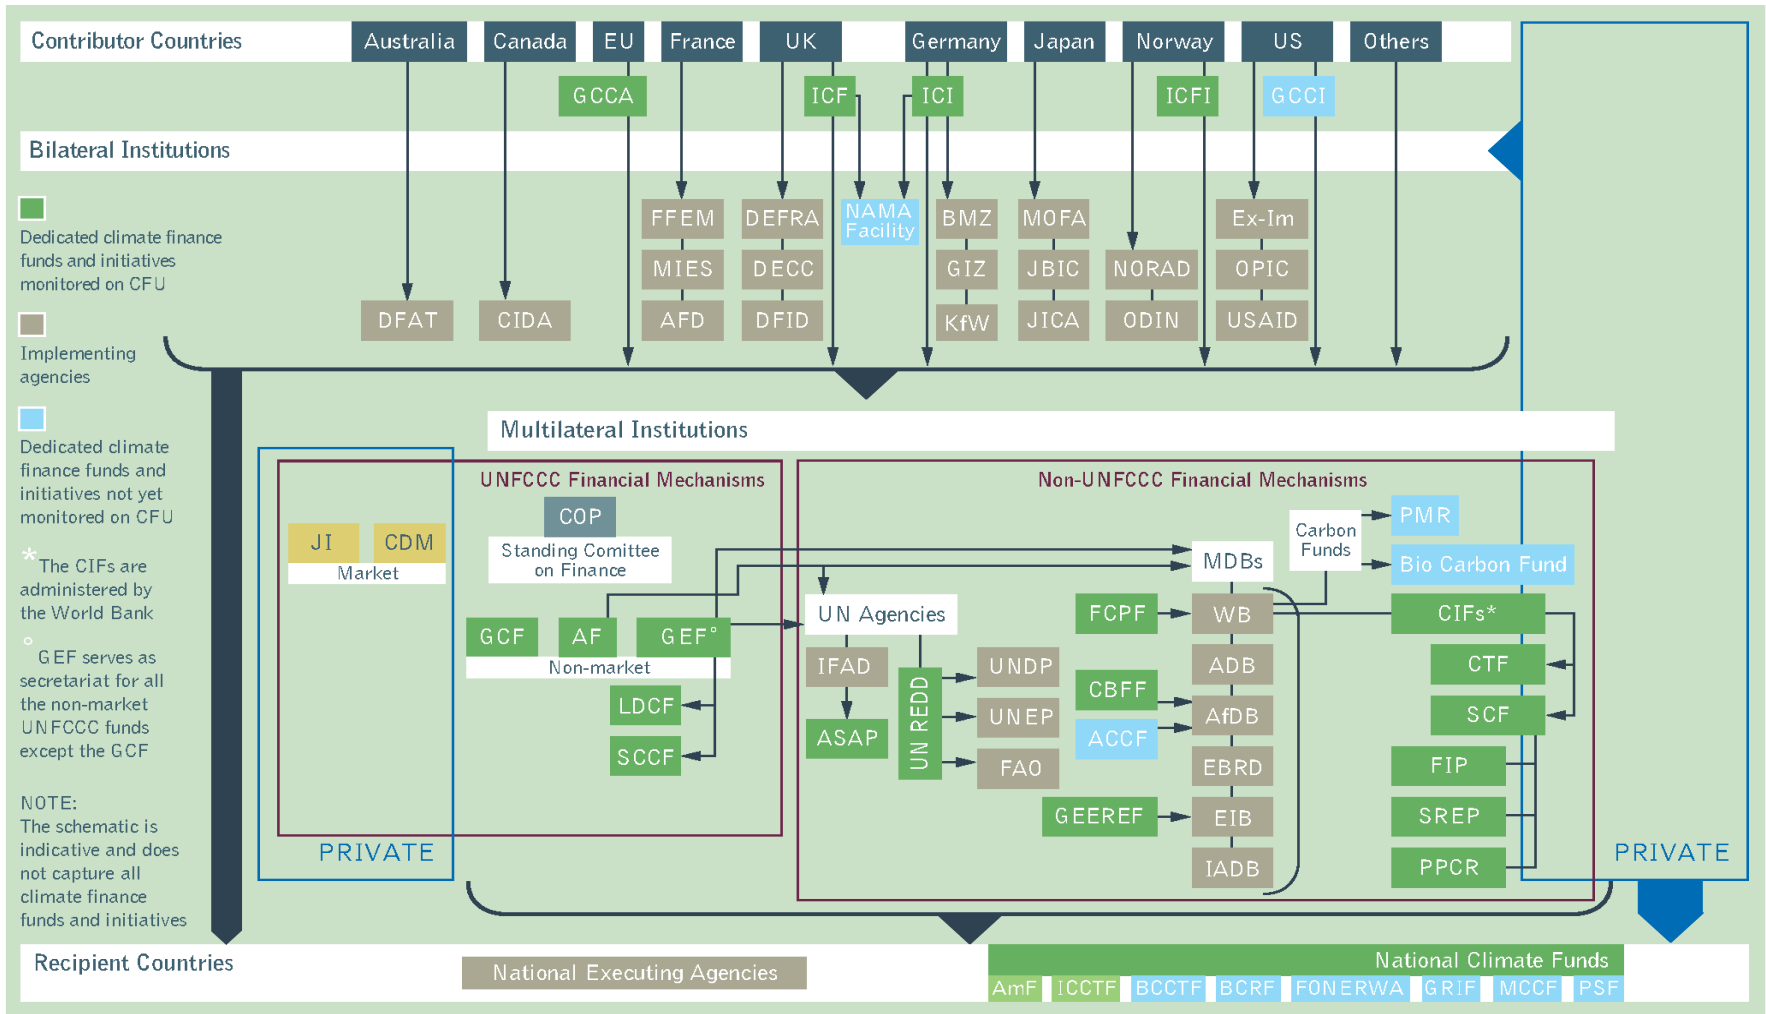 Contributor Countries
Australia
Canada
EU
France
UK
Germany
Japan
Norway
US
Others
GCCA
ICF
ICI
ICFI
GCCI
Bilateral Institutions
Dedicated climate finance
funds and initiatives
monitored on CFU
Implementing
agencies
Dedicated climate
finance funds and
initiatives not yet
monitored on CFU
*The CIFs are
administered by
the World Bank
°GEF serves as
secretariat for all
the non-market
UNFCCC funds
except the GCF
NOTE:
The schematic is
indicative and does
not capture all
climate finance
funds and initiatives
FFEM
DEFRA
NAMA
Facility
BMZ
MOFA
Ex-Im
MIES
DECC
GIZ
JBIC
NORAD
OPIC
DFAT
CIDA
AFD
DFID
KfW
JICA
ODIN
USAID
Multilateral Institutions
UNFCCC Financial Mechanisms
COP
Standing Comittee
on Finance
JI
CDM
Market
GCF
AF
GEF°
Non-market
LDCF
SCCF
PRIVATE
Non-UNFCCC Financial Mechanisms
UN Agencies
IFAD
ASAP
UN REDD
UNDP
UNEP
FAO
FCPF
CBFF
ACCF
GEEREF
MDBs
WB
ADB
AfDB
EBRD
EIB
IADB
Carbon
Funds
PMR
Bio Carbon Fund
CIFs*
CTF
SCF
FIP
SREP
PPCR
PRIVATE
Recipient Countries
National Executing Agencies
National Climate Funds
AmF
ICCTF
BCCTF
BCRF
FONERWA
GRIF
MCCF
PSF